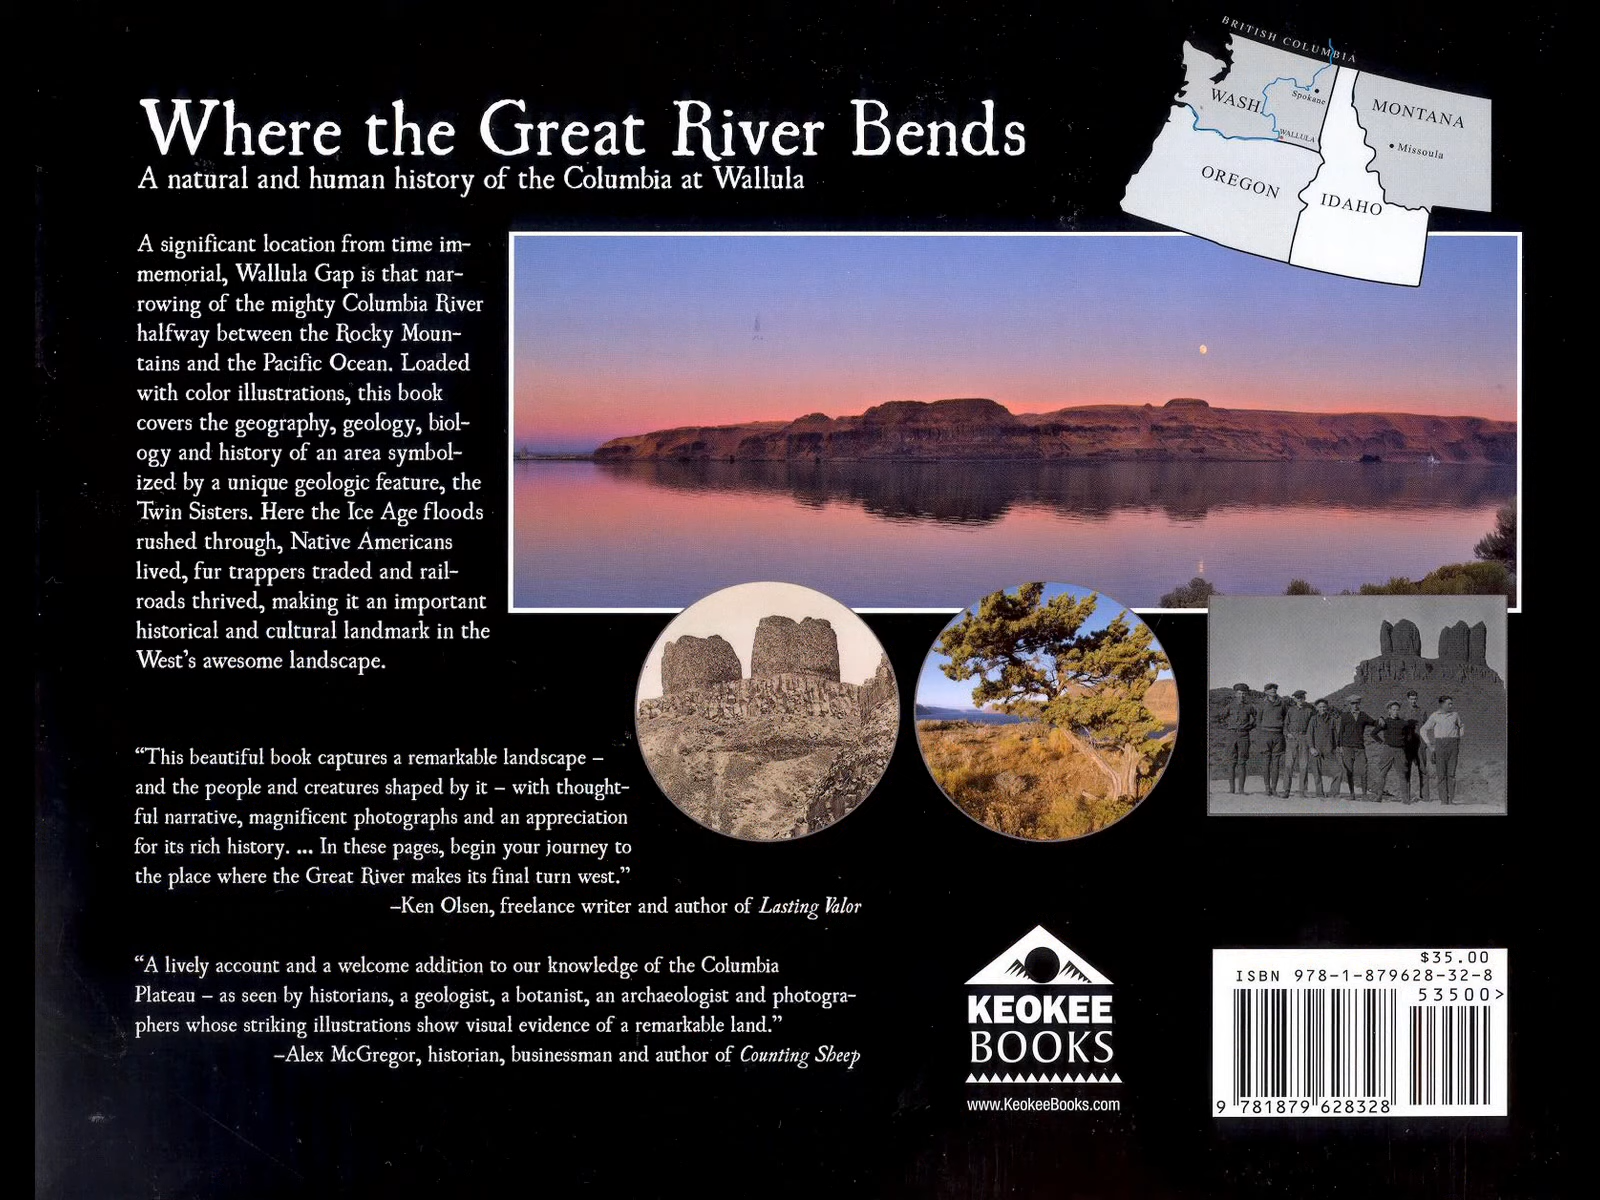 BRITISH COLUMBIA
WASH.
Spokane
WALLULA
MONTANA
Missoula
OREGON
IDAHO
Where the Great River Bends
A natural and human history of the Columbia at Wallula
A significant location from time im-
memorial, Wallula Gap is that nar-
rowing of the mighty Columbia River
halfway between the Rocky Moun-
tains and the Pacific Ocean. Loaded
with color illustrations, this book
covers the geography, geology, biol-
ogy and history of an area symbol-
ized by a unique geologic feature, the
Twin Sisters. Here the Ice Age floods
rushed through, Native Americans
lived, fur trappers traded and rail-
roads thrived, making it an important
historical and cultural landmark in the
West's awesome landscape.
“This beautiful book captures a remarkable landscape –
and the people and creatures shaped by it – with thought-
ful narrative, magnificent photographs and an appreciation
for its rich history. ... In these pages, begin your journey to
the place where the Great River makes its final turn west.”
–Ken Olsen, freelance writer and author of Lasting Valor
“A lively account and a welcome addition to our knowledge of the Columbia
Plateau – as seen by historians, a geologist, a botanist, an archaeologist and photogra-
phers whose striking illustrations show visual evidence of a remarkable land.”
–Alex McGregor, historian, businessman and author of Counting Sheep
KEOKEE
BOOKS
www.KeokeeBooks.com
$35.00
ISBN 978-1-879628-32-8
53500>
9 781879 628328